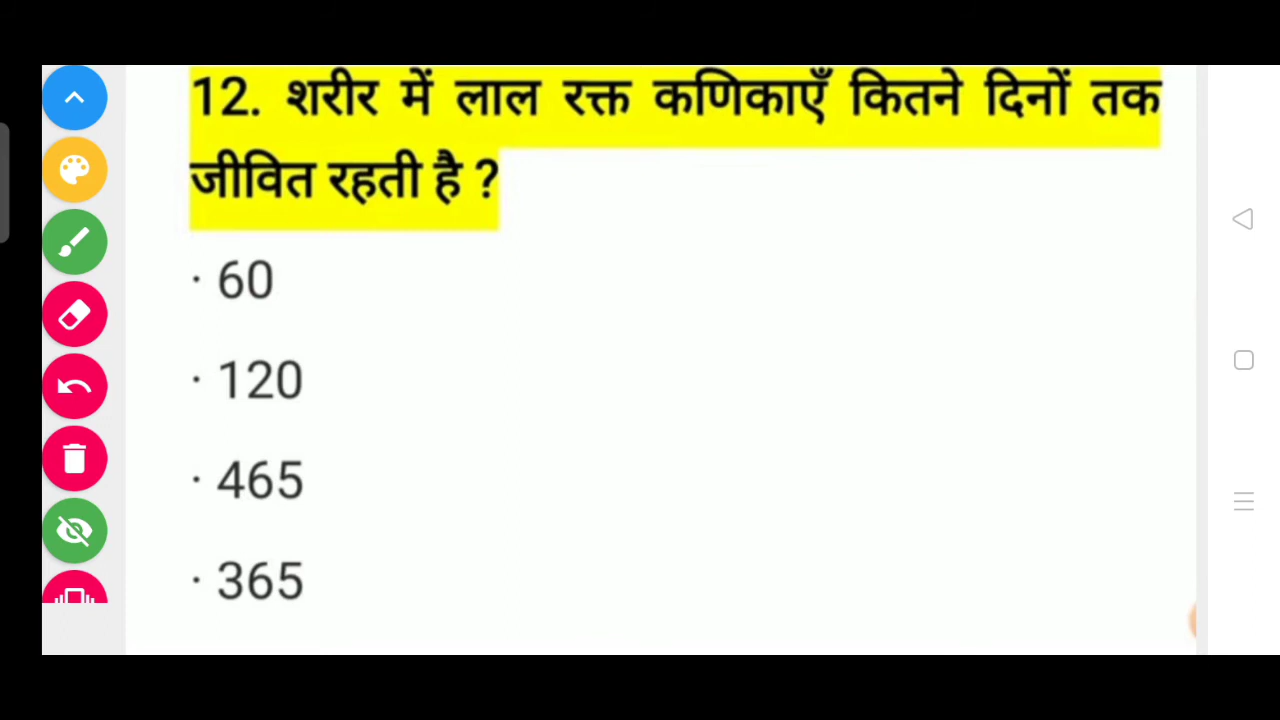 12. शरीर में लाल रक्त कणिकाएँ कितने दिनों तक
जीवित रहती है ?
· 60
· 120
· 465
· 365